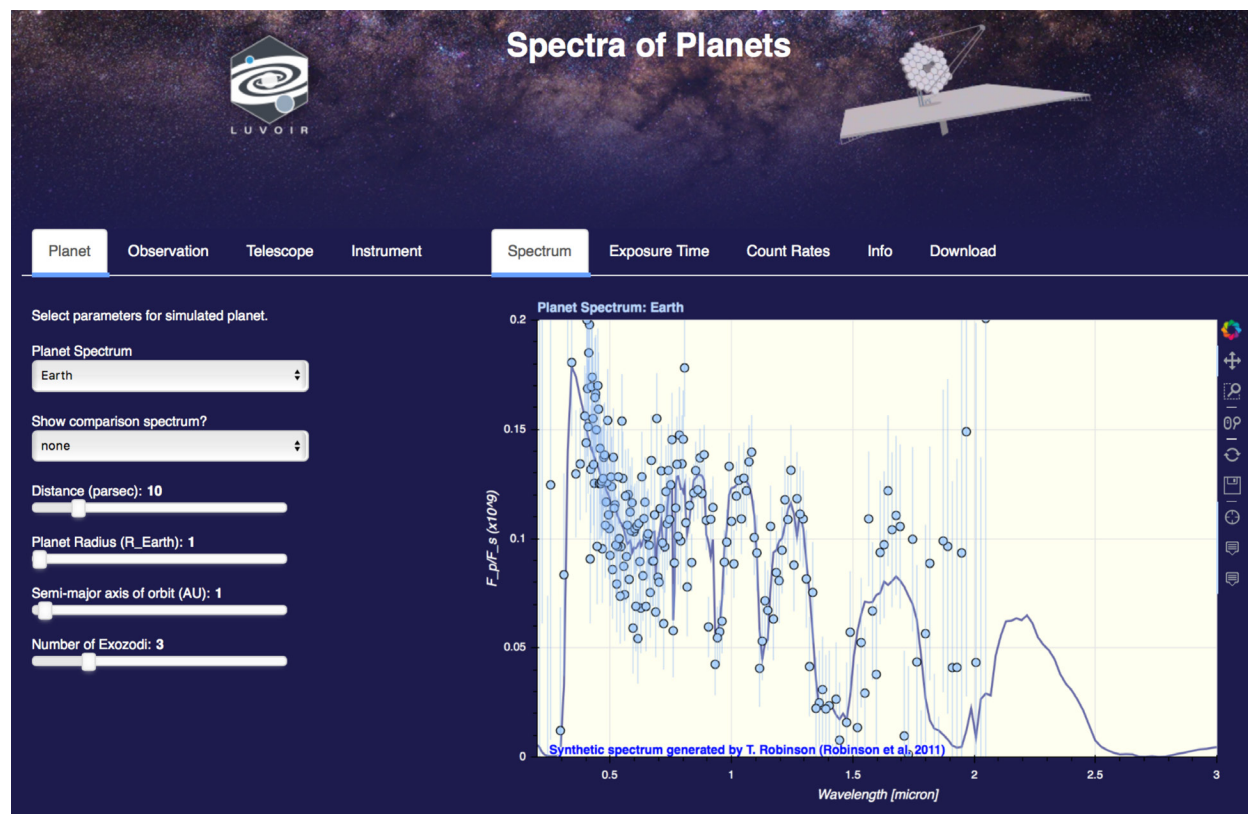 Spectra of Planets
LUVOIR
Planet
Observation
Telescope
Instrument
Spectrum
Exposure Time
Count Rates
Info
Download
Select parameters for simulated planet.
Planet Spectrum
Earth
Show comparison spectrum?
none
Distance (parsec): 10
Planet Radius (R_Earth): 1
Semi-major axis of orbit (AU): 1
Number of Exozodi: 3
Planet Spectrum: Earth
0.2
0.15
0.1
0.05
0
F_p/F_s (x10^9)
Synthetic spectrum generated by T. Robinson (Robinson et al. 2011)
0.5
1
1.5
2
2.5
3
Wavelength [micron]